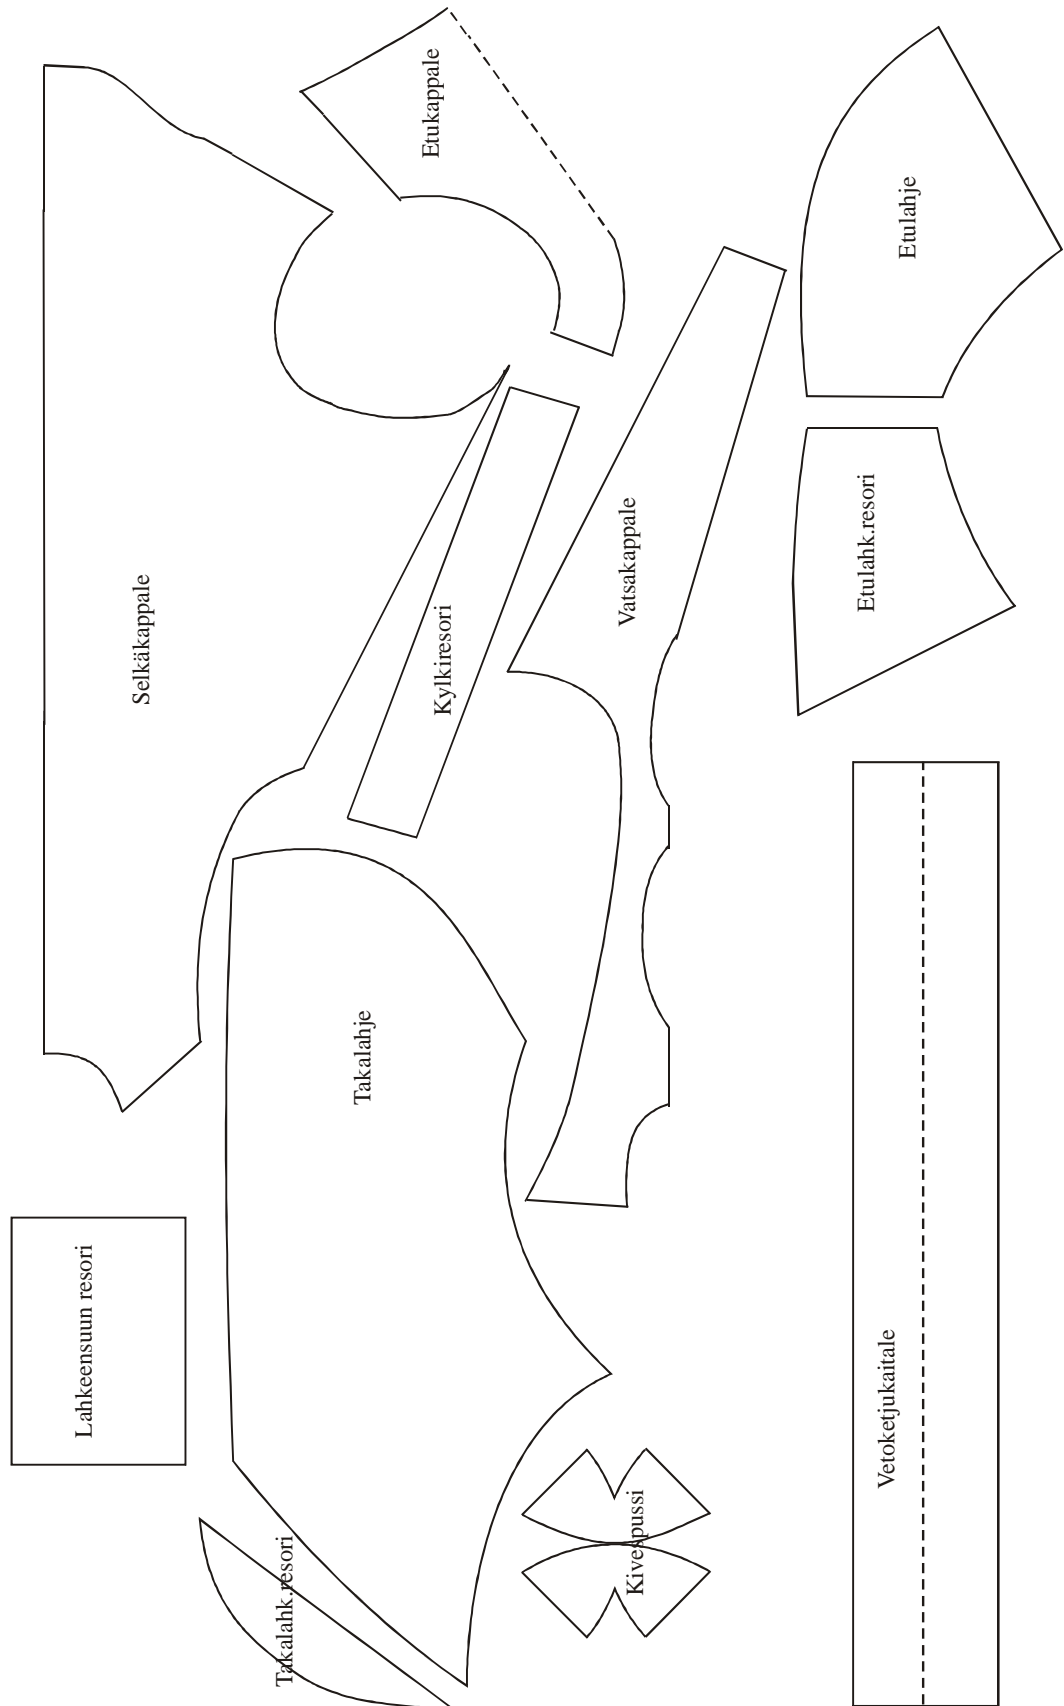 Etukappale
Etulahje
Selkäkappale
Kylkiresori
Vatsakappale
Etulahk.resori
Takalahje
Lahkeensuun resori
Vetoketjukaitale
Takalahk.resori
Kivespussi